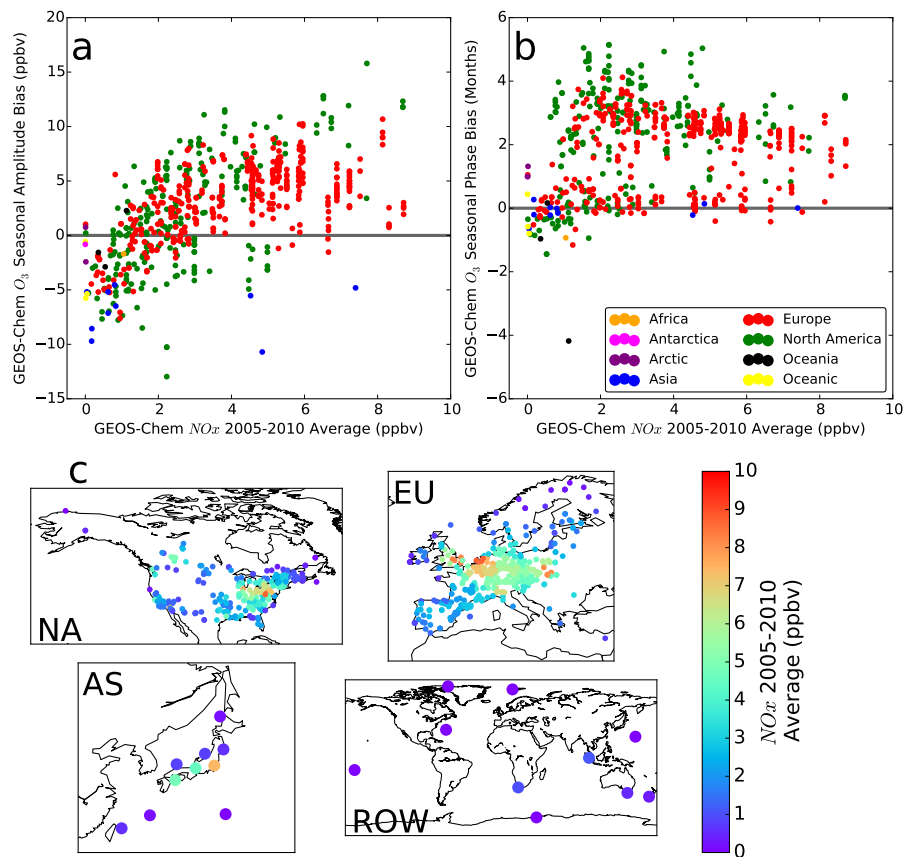 a
GEOS-Chem O₃ Seasonal Amplitude Bias (ppbv)
20
15
10
5
0
−5
−10
−15
0 2 4 6 8 10
GEOS-Chem NOx 2005-2010 Average (ppbv)
b
GEOS-Chem O₃ Seasonal Phase Bias (Months)
6
4
2
0
−2
−4
−6
0 2 4 6 8 10
GEOS-Chem NOx 2005-2010 Average (ppbv)
Africa
Antarctica
Arctic
Asia
Europe
North America
Oceania
Oceanic
c
NA
EU
AS
ROW
10
9
8
7
6
5
4
3
2
1
0
NOx 2005-2010
Average (ppbv)